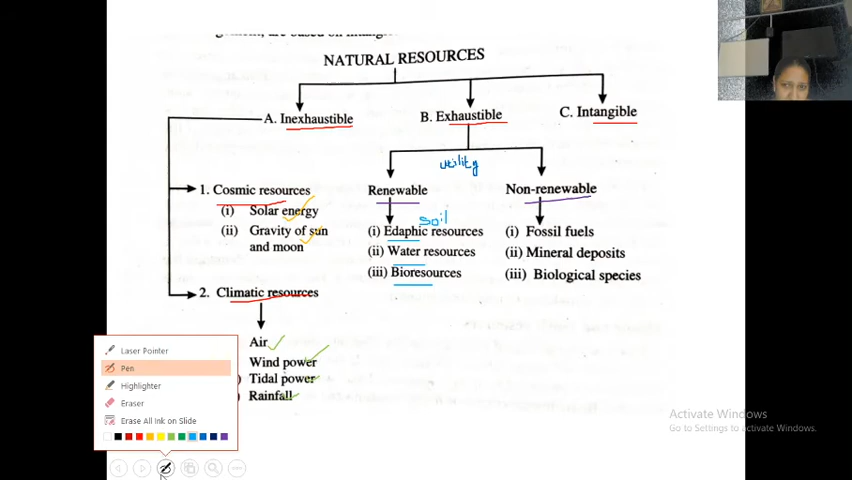 NATURAL RESOURCES
A. Inexhaustible
B. Exhaustible
C. Intangible
utility
1. Cosmic resources
(i) Solar energy
(ii) Gravity of sun
and moon
2. Climatic resources
Air
Wind power
) Tidal power
) Rainfall
Renewable
soil
(i) Edaphic resources
(ii) Water resources
(iii) Bioresources
Non-renewable
(i) Fossil fuels
(ii) Mineral deposits
(iii) Biological species
Laser Pointer
Pen
Highlighter
Eraser
Erase All Ink on Slide
Activate Windows
Go to Settings to activate Windows.